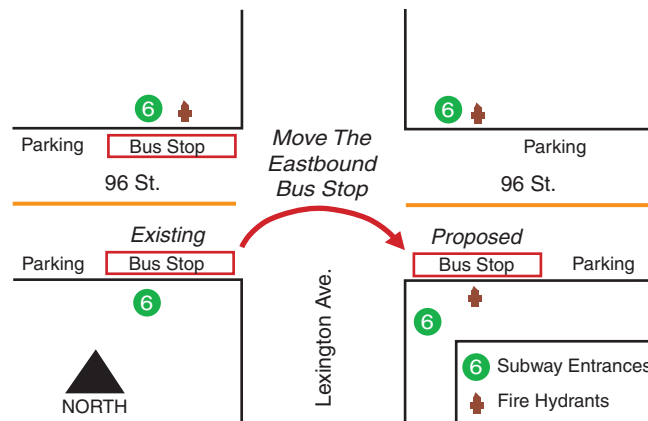 6
6
Parking
Bus Stop
Move The
Eastbound
Bus Stop
Parking
96 St.
96 St.
Existing
Proposed
Parking
Bus Stop
Bus Stop
Parking
6
6
Lexington Ave.
NORTH
6 Subway Entrances
Fire Hydrants